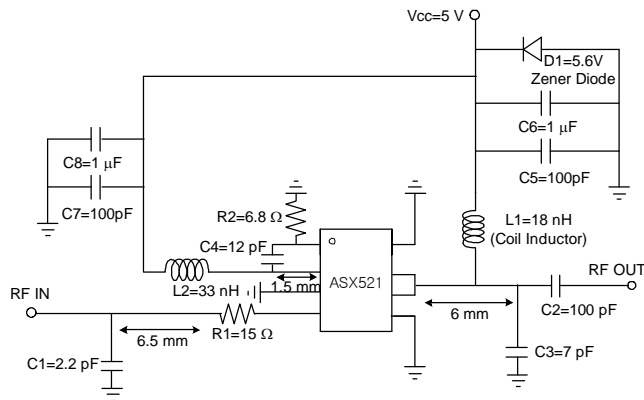 Vcc=5 V
D1=5.6V
Zener Diode
C6=1 μF
C5=100pF
C8=1 μF
C7=100pF
R2=6.8 Ω
C4=12 pF
L1=18 nH
(Coil Inductor)
ASX521
1.5 mm
L2=33 nH
RF OUT
RF IN
6 mm
C2=100 pF
6.5 mm
R1=15 Ω
C1=2.2 pF
C3=7 pF